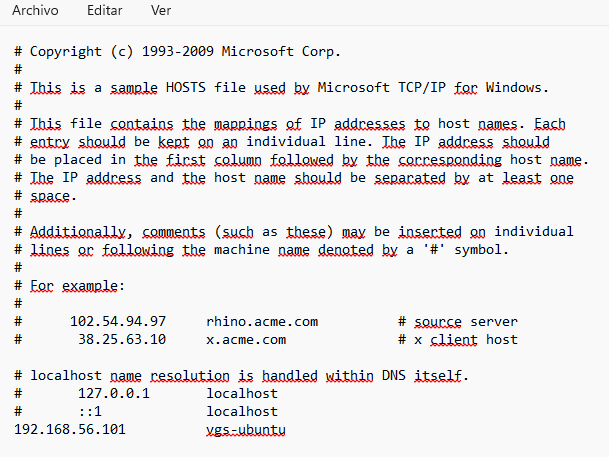 Archivo Editar Ver
# Copyright (c) 1993-2009 Microsoft Corp.
#
# This is a sample HOSTS file used by Microsoft TCP/IP for Windows.
#
# This file contains the mappings of IP addresses to host names. Each
# entry should be kept on an individual line. The IP address should
# be placed in the first column followed by the corresponding host name.
# The IP address and the host name should be separated by at least one
# space.
#
# Additionally, comments (such as these) may be inserted on individual
# lines or following the machine name denoted by a '#' symbol.
#
# For example:
#
#      102.54.94.97     rhino.acme.com          # source server
#       38.25.63.10     x.acme.com              # x client host

# localhost name resolution is handled within DNS itself.
#       127.0.0.1       localhost
#       ::1             localhost
192.168.56.101          vgs-ubuntu